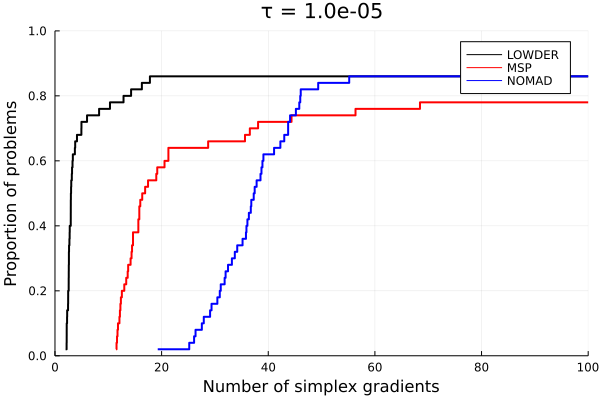 τ = 1.0e-05
1.0
0.8
0.6
0.4
0.2
0.0
Proportion of problems
LOWDER
MSP
NOMAD
0 20 40 60 80 100
Number of simplex gradients